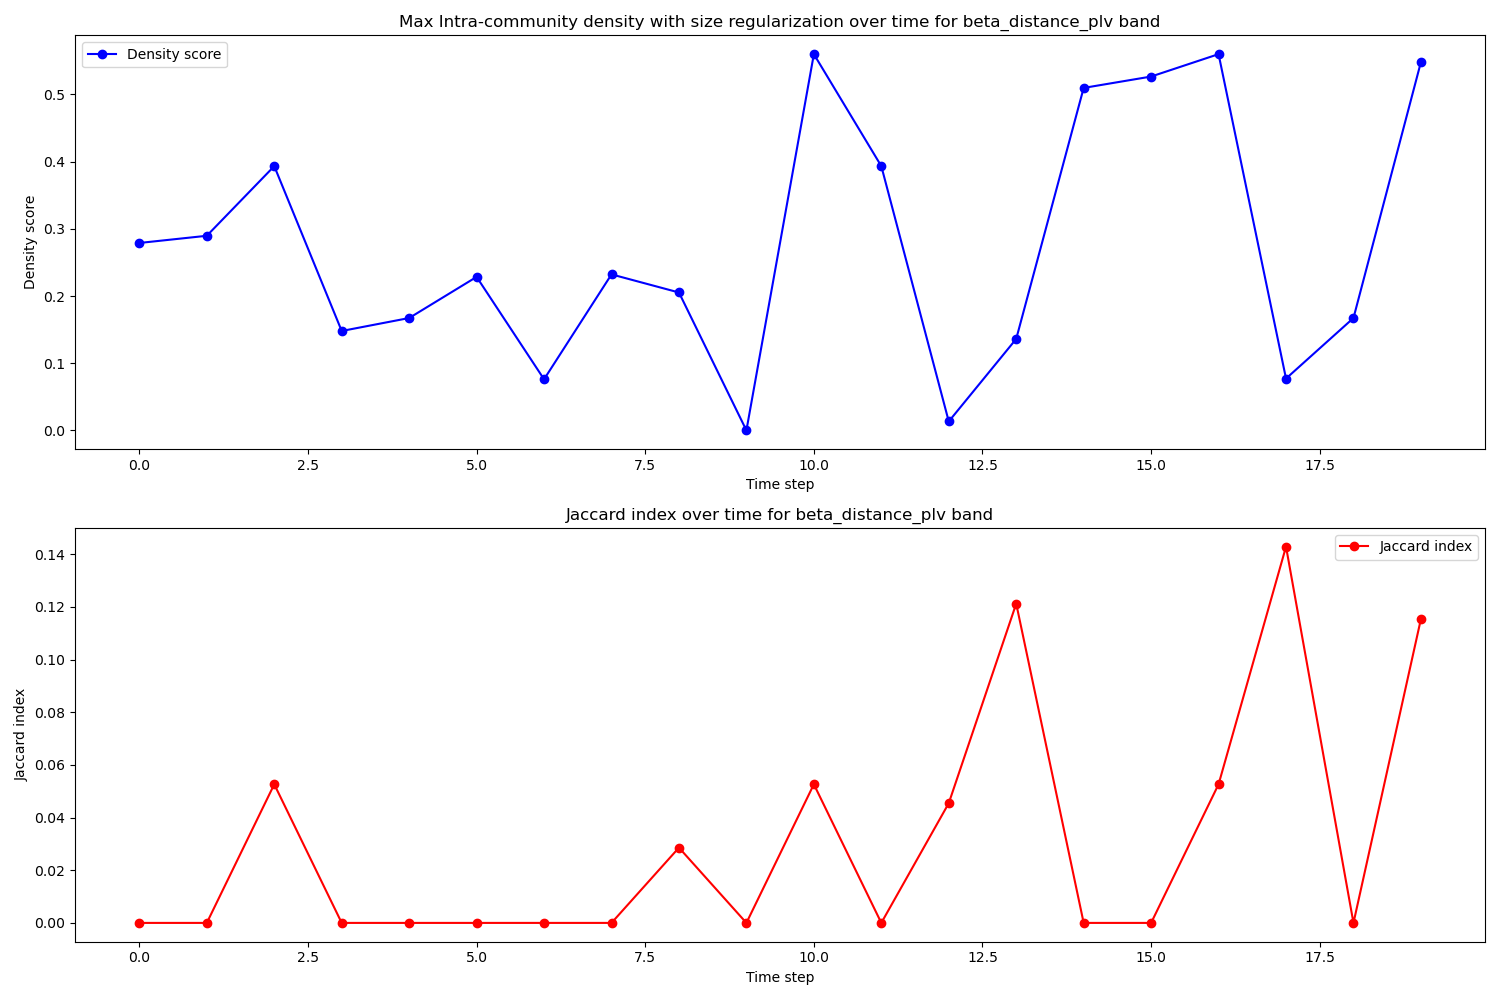 Max Intra-community density with size regularization over time for beta_distance_plv band
Density score
Density score
0.5
0.4
0.3
0.2
0.1
0.0
0.0 2.5 5.0 7.5 10.0 12.5 15.0 17.5
Time step
Jaccard index over time for beta_distance_plv band
Jaccard index
Jaccard index
0.14
0.12
0.10
0.08
0.06
0.04
0.02
0.00
0.0 2.5 5.0 7.5 10.0 12.5 15.0 17.5
Time step